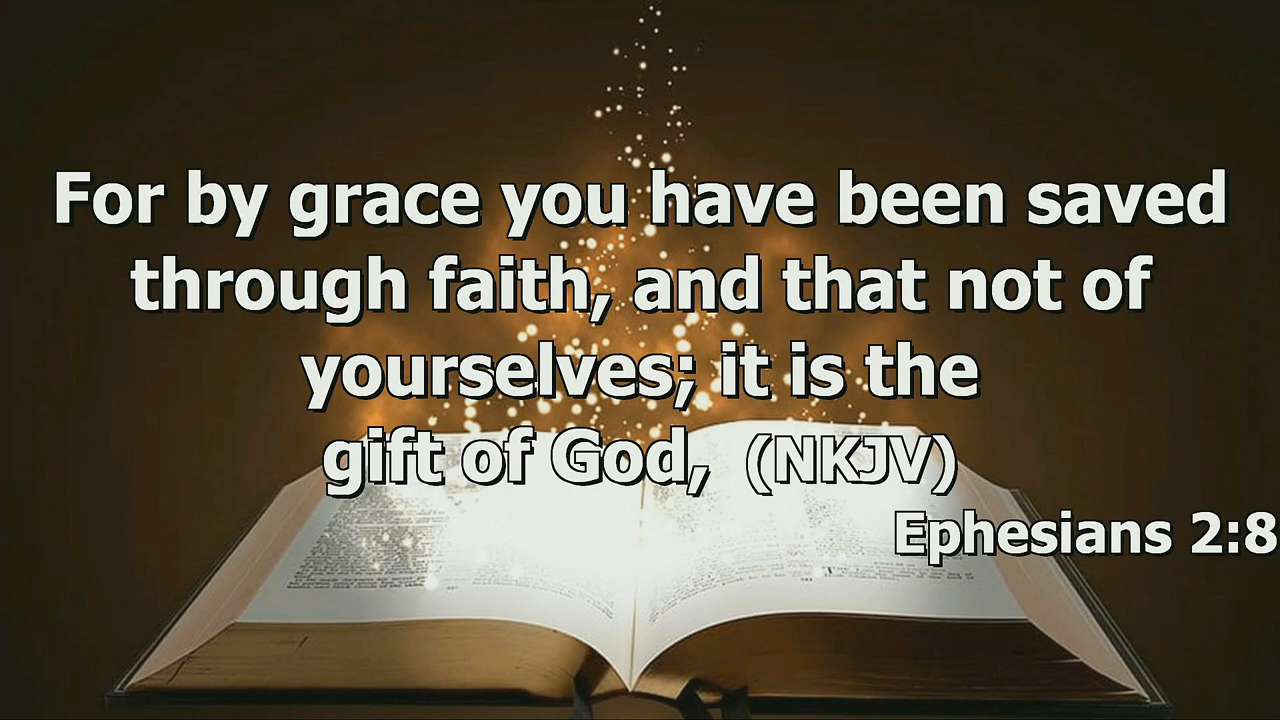 For by grace you have been saved
through faith, and that not of
yourselves; it is the
gift of God, (NKJV)
Ephesians 2:8